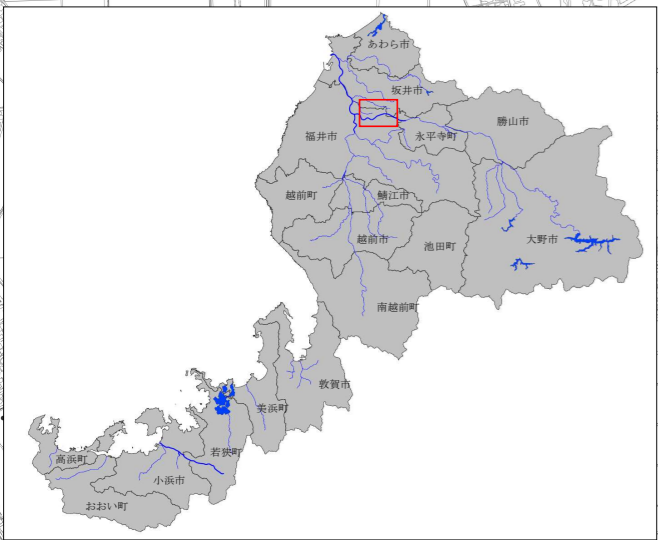 あわら市
坂井市
勝山市
永平寺町
福井市
越前町
鯖江市
越前市
池田町
大野市
南越前町
敦賀市
美浜町
若狭町
高浜町
小浜市
おおい町